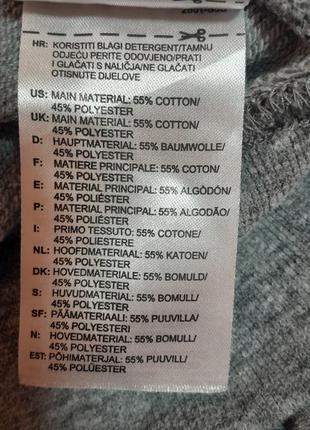 HR: KORISTITI BLAGI DETERGENT/TAMNU
ODJEĆU PERITE ODOVJENO/PRATI
I GLAČATI S NALIČJA/NE GLAČATI
OTISNUTE DIJELOVE
US: MAIN MATERIAL: 55% COTTON/
45% POLYESTER
UK: MAIN MATERIAL: 55% COTTON/
45% POLYESTER
D: HAUPTMATERIAL: 55% BAUMWOLLE/
45% POLYESTER
F: MATIERE PRINCIPALE: 55% COTON/
45% POLYESTER
E: MATERIAL PRINCIPAL: 55% ALGODÓN/
45% POLIÉSTER
P: MATERIAL PRINCIPAL: 55% ALGODÃO/
45% POLIÉSTER
I: PRIMO TESSUTO: 55% COTONE/
45% POLIESTERE
NL: HOOFDMATERIAAL: 55% KATOEN/
45% POLYESTER
DK: HOVEDMATERIALE: 55% BOMULD/
45% POLYESTER
S: HUVUDMATERIAL: 55% BOMULL/
45% POLYESTER
SF: PÄÄMATERIAALI: 55% PUUVILLA/
45% POLYESTERI
N: HOVEDMATERIALE: 55% BOMULL/
45% POLYESTER
EST: PÕHIMATERJAL: 55% PUUVILL/
45% POLÜESTER